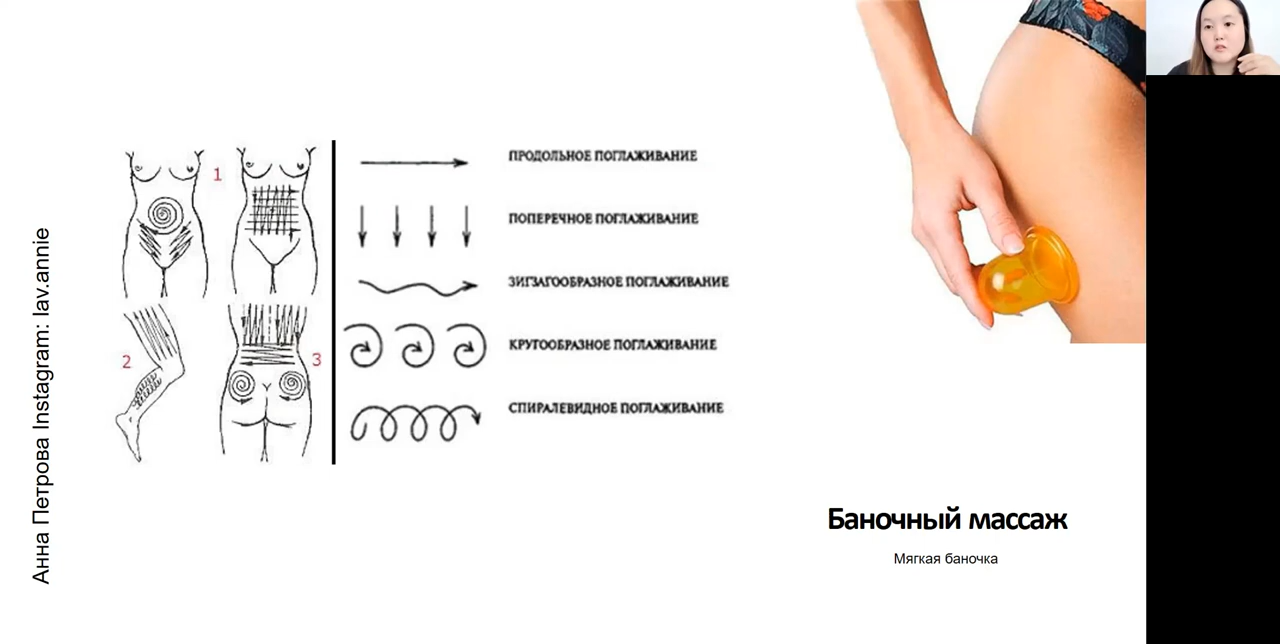 Анна Петрова Instagram: lav.annie
1
2
3
ПРОДОЛЬНОЕ ПОГЛАЖИВАНИЕ
ПОПЕРЕЧНОЕ ПОГЛАЖИВАНИЕ
ЗИГЗАГООБРАЗНОЕ ПОГЛАЖИВАНИЕ
КРУГООБРАЗНОЕ ПОГЛАЖИВАНИЕ
СПИРАЛЕВИДНОЕ ПОГЛАЖИВАНИЕ
Баночный массаж
Мягкая баночка